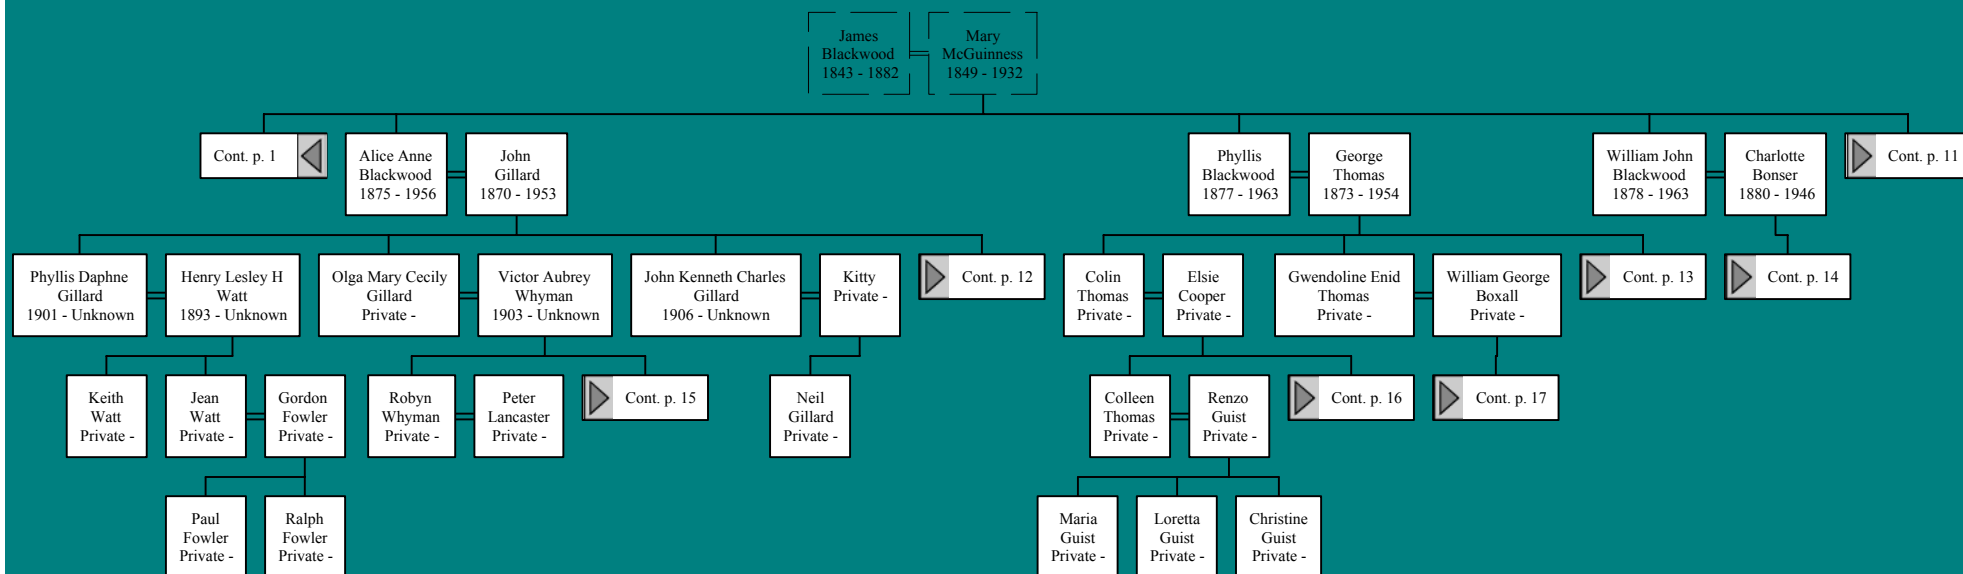 James
Blackwood
1843 - 1882
Mary
McGuinness
1849 - 1932
Cont. p. 1
Alice Anne
Blackwood
1875 - 1956
John
Gillard
1870 - 1953
Phyllis
Blackwood
1877 - 1963
George
Thomas
1873 - 1954
William John
Blackwood
1878 - 1963
Charlotte
Bonser
1880 - 1946
Cont. p. 11
Phyllis Daphne
Gillard
1901 - Unknown
Henry Lesley H
Watt
1893 - Unknown
Olga Mary Cecily
Gillard
Private -
Victor Aubrey
Whyman
1903 - Unknown
John Kenneth Charles
Gillard
1906 - Unknown
Kitty
Private -
Cont. p. 12
Colin
Thomas
Private -
Elsie
Cooper
Private -
Gwendoline Enid
Thomas
Private -
William George
Boxall
Private -
Cont. p. 13
Cont. p. 14
Keith
Watt
Private -
Jean
Watt
Private -
Gordon
Fowler
Private -
Robyn
Whyman
Private -
Peter
Lancaster
Private -
Cont. p. 15
Neil
Gillard
Private -
Colleen
Thomas
Private -
Renzo
Guist
Private -
Cont. p. 16
Cont. p. 17
Paul
Fowler
Private -
Ralph
Fowler
Private -
Maria
Guist
Private -
Loretta
Guist
Private -
Christine
Guist
Private -